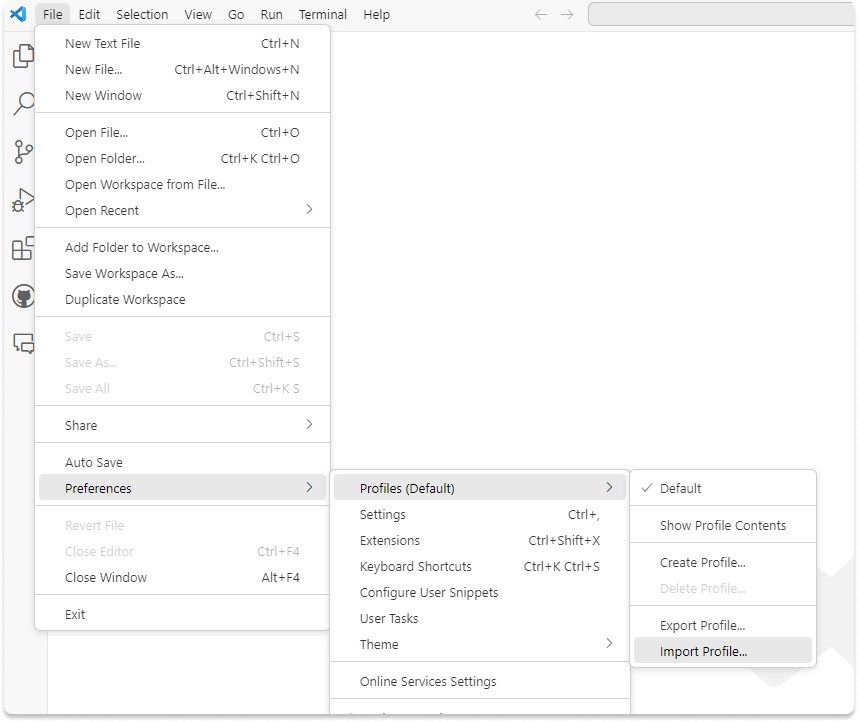 File Edit Selection View Go Run Terminal Help
New Text File Ctrl+N
New File... Ctrl+Alt+Windows+N
New Window Ctrl+Shift+N
Open File... Ctrl+O
Open Folder... Ctrl+K Ctrl+O
Open Workspace from File...
Open Recent
Add Folder to Workspace...
Save Workspace As...
Duplicate Workspace
Save Ctrl+S
Save As... Ctrl+Shift+S
Save All Ctrl+K S
Share
Auto Save
Preferences
Revert File
Close Editor Ctrl+F4
Close Window Alt+F4
Exit
Profiles (Default)
Settings Ctrl+,
Extensions Ctrl+Shift+X
Keyboard Shortcuts Ctrl+K Ctrl+S
Configure User Snippets
User Tasks
Theme
Online Services Settings
Default
Show Profile Contents
Create Profile...
Delete Profile...
Export Profile...
Import Profile...